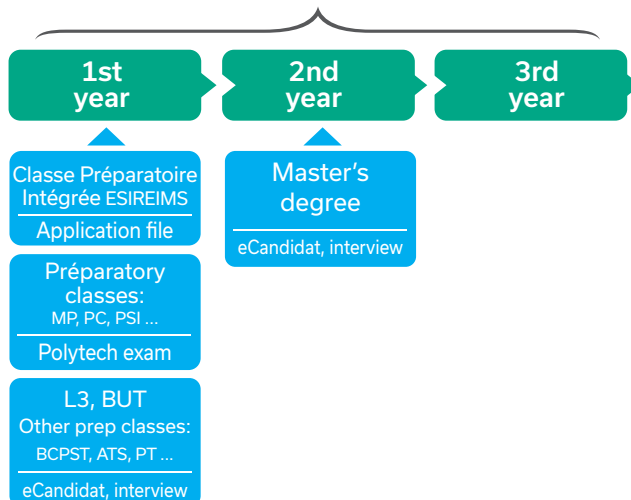 1st
year
2nd
year
3rd
year
Classe Préparatoire
Intégrée ESIREIMS
Application file
Préparatory
classes:
MP, PC, PSI ...
Polytech exam
L3, BUT
Other prep classes:
BCPST, ATS, PT ...
eCandidat, interview
Master's
degree
eCandidat, interview